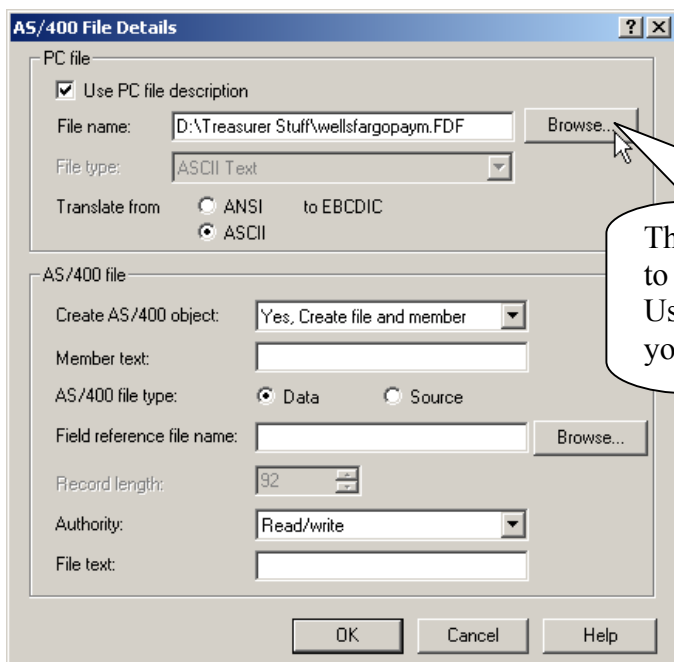 AS/400 File Details
PC file
Use PC file description
File name: D:\Treasurer Stuff\wellsfargopaym.FDF Browse...
File type: ASCII Text
Translate from ANSI to EBCDIC
ASCII
AS/400 file
Create AS/400 object: Yes, Create file and member
Member text:
AS/400 file type: Data Source
Field reference file name: Browse...
Record length: 92
Authority: Read/write
File text:
OK Cancel Help
to